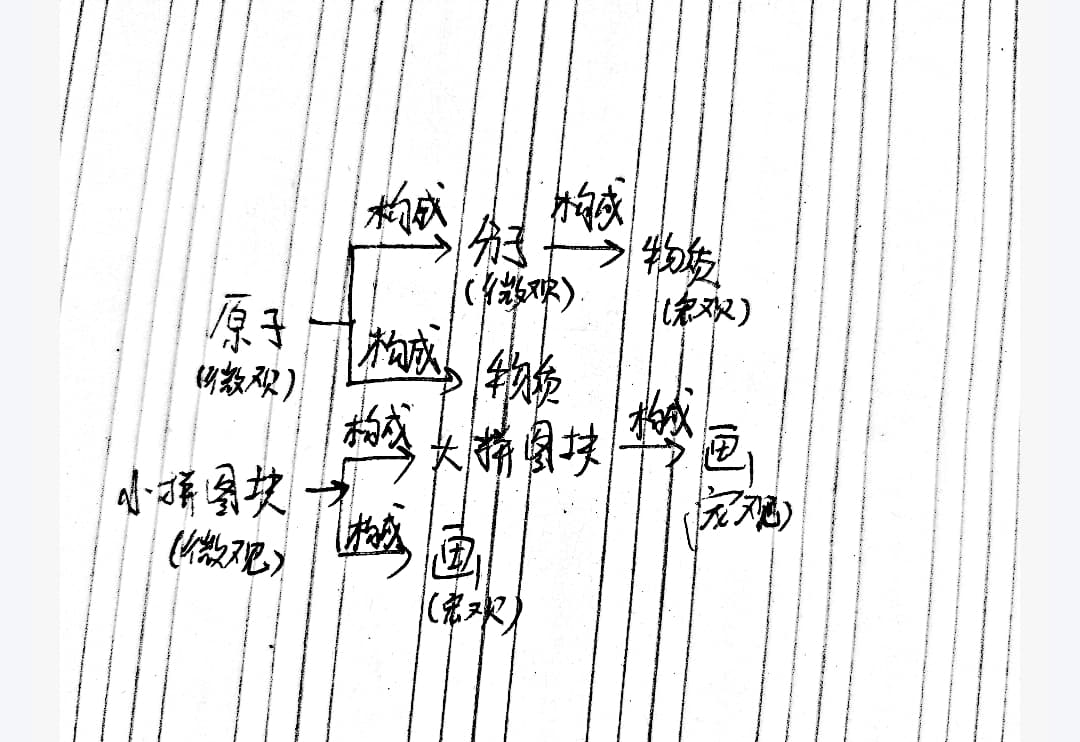 构成 构成
分子 物质
(微观) (宏观)
原子
(微观)
构成
物质
构成 构成
小拼图块 大拼图块 画
(微观) (宏观)
构成
画
(宏观)